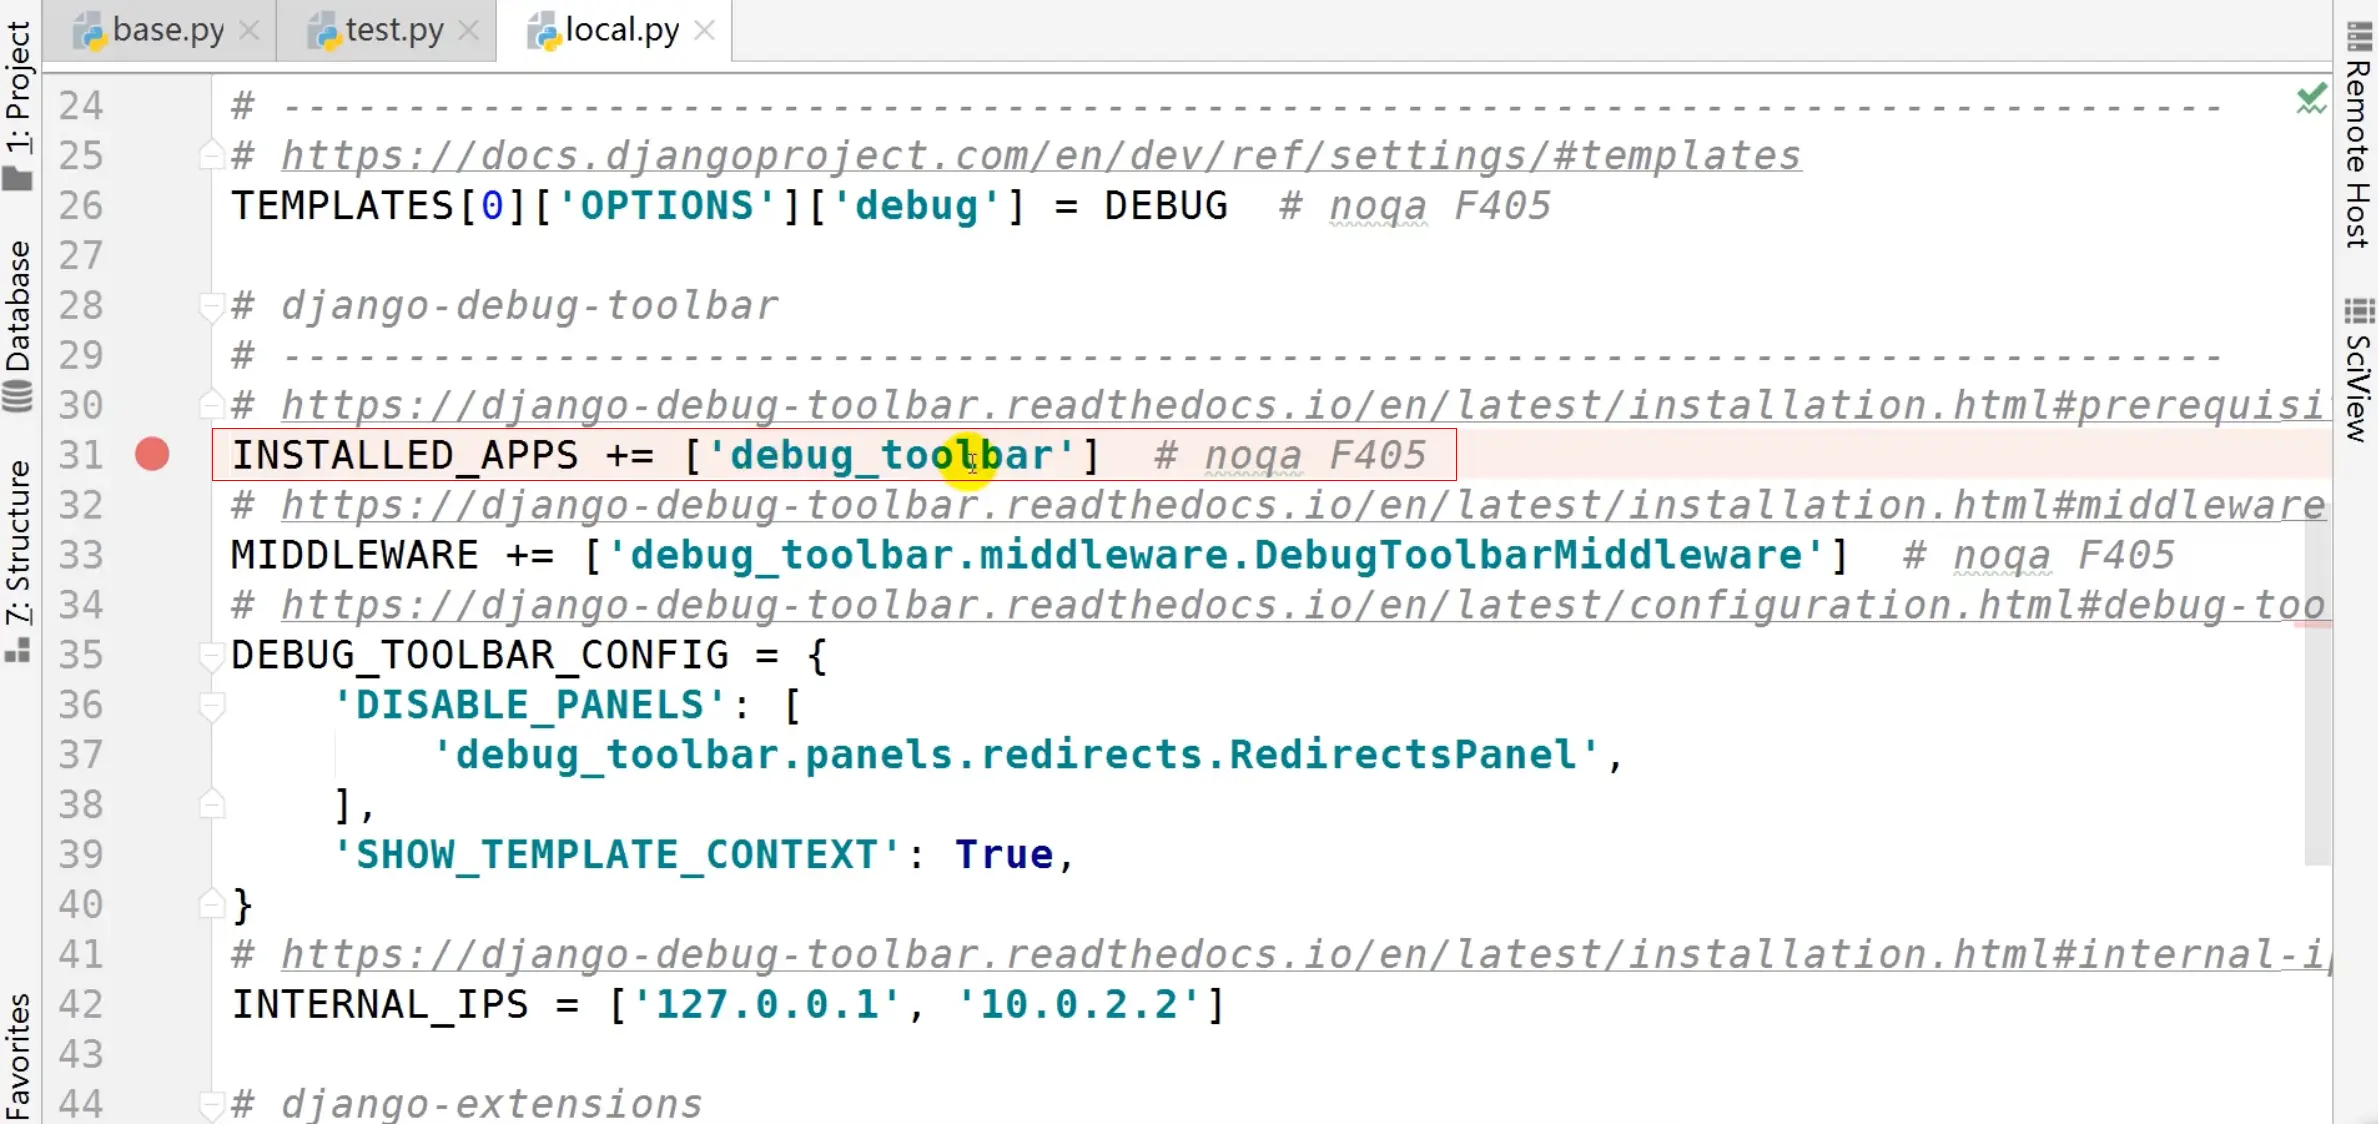 base.py
test.py
local.py
1: Project
Database
7: Structure
Favorites
Remote Host
SciView
24 # ------------------------------------------------------------------------------
25 # https://docs.djangoproject.com/en/dev/ref/settings/#templates
26 TEMPLATES[0]['OPTIONS']['debug'] = DEBUG  # noqa F405
27
28 # django-debug-toolbar
29 # ------------------------------------------------------------------------------
30 # https://django-debug-toolbar.readthedocs.io/en/latest/installation.html#prerequisi
31 INSTALLED_APPS += ['debug_toolbar']  # noqa F405
32 # https://django-debug-toolbar.readthedocs.io/en/latest/installation.html#middleware
33 MIDDLEWARE += ['debug_toolbar.middleware.DebugToolbarMiddleware']  # noqa F405
34 # https://django-debug-toolbar.readthedocs.io/en/latest/configuration.html#debug-too
35 DEBUG_TOOLBAR_CONFIG = {
36     'DISABLE_PANELS': [
37         'debug_toolbar.panels.redirects.RedirectsPanel',
38     ],
39     'SHOW_TEMPLATE_CONTEXT': True,
40 }
41 # https://django-debug-toolbar.readthedocs.io/en/latest/installation.html#internal-i
42 INTERNAL_IPS = ['127.0.0.1', '10.0.2.2']
43
44 # django-extensions